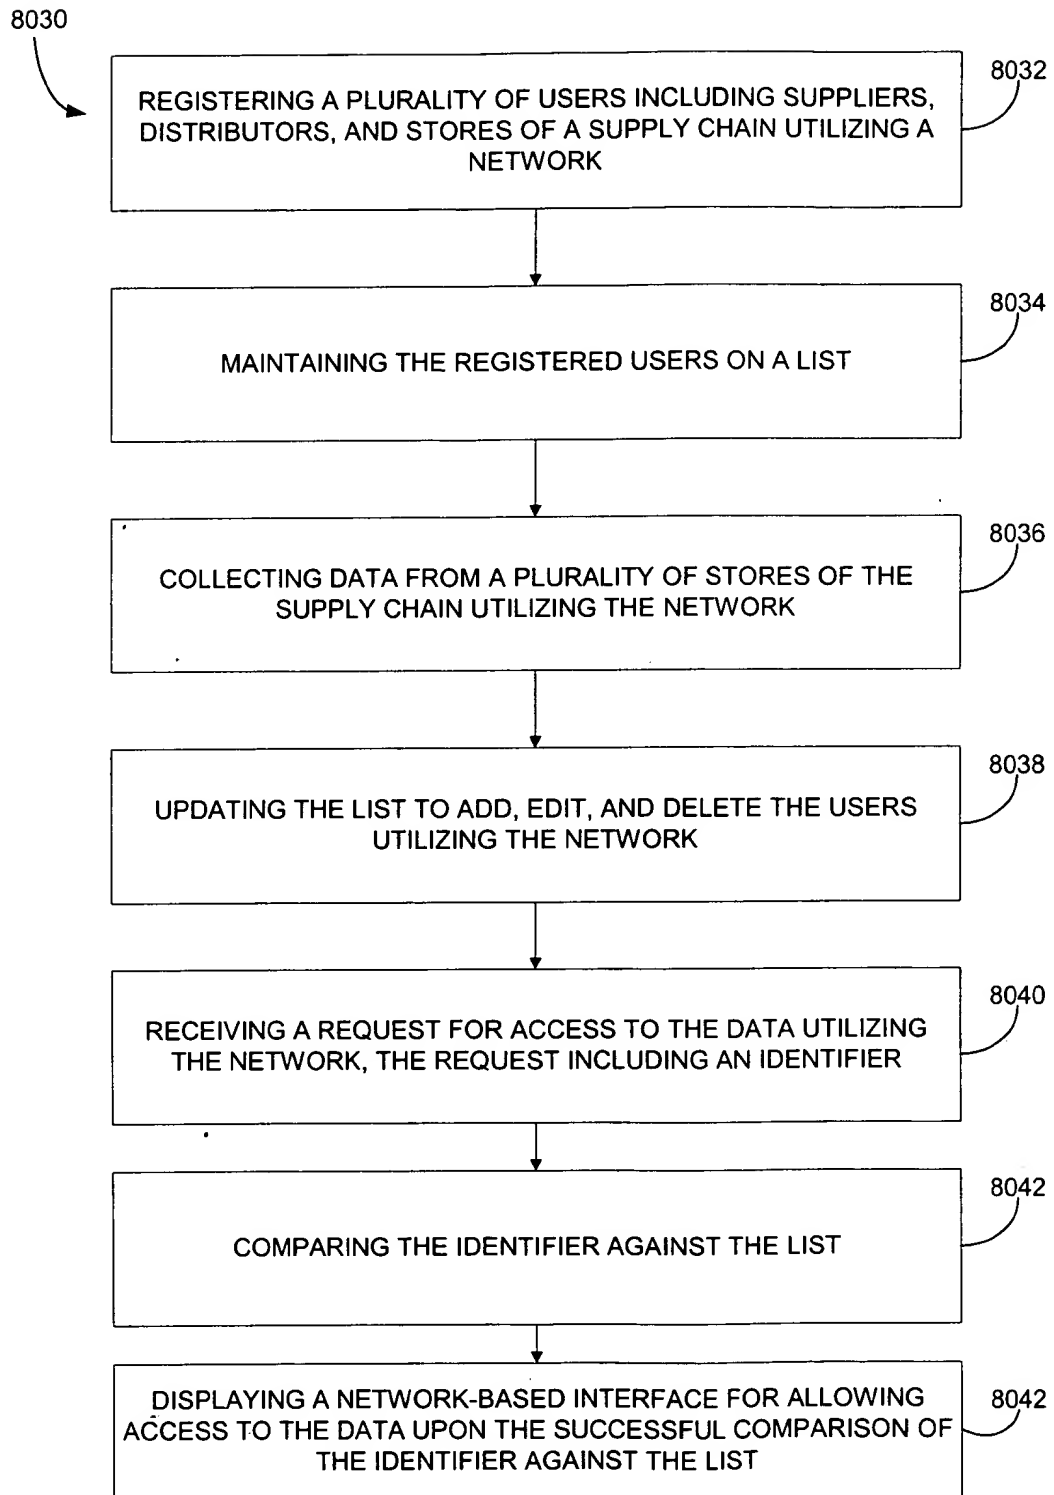 8030
8032
REGISTERING A PLURALITY OF USERS INCLUDING SUPPLIERS,
DISTRIBUTORS, AND STORES OF A SUPPLY CHAIN UTILIZING A
NETWORK
8034
MAINTAINING THE REGISTERED USERS ON A LIST
8036
COLLECTING DATA FROM A PLURALITY OF STORES OF THE
SUPPLY CHAIN UTILIZING THE NETWORK
8038
UPDATING THE LIST TO ADD, EDIT, AND DELETE THE USERS
UTILIZING THE NETWORK
8040
RECEIVING A REQUEST FOR ACCESS TO THE DATA UTILIZING
THE NETWORK, THE REQUEST INCLUDING AN IDENTIFIER
8042
COMPARING THE IDENTIFIER AGAINST THE LIST
8042
DISPLAYING A NETWORK-BASED INTERFACE FOR ALLOWING
ACCESS TO THE DATA UPON THE SUCCESSFUL COMPARISON OF
THE IDENTIFIER AGAINST THE LIST